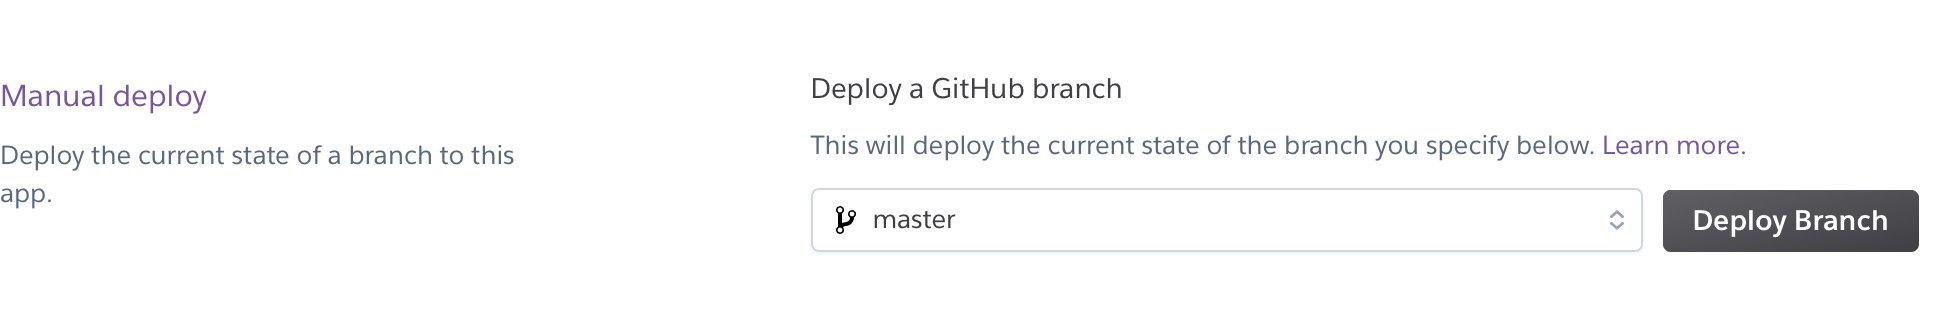 Manual deploy
Deploy the current state of a branch to this
app.
Deploy a GitHub branch
This will deploy the current state of the branch you specify below. Learn more.
master
Deploy Branch